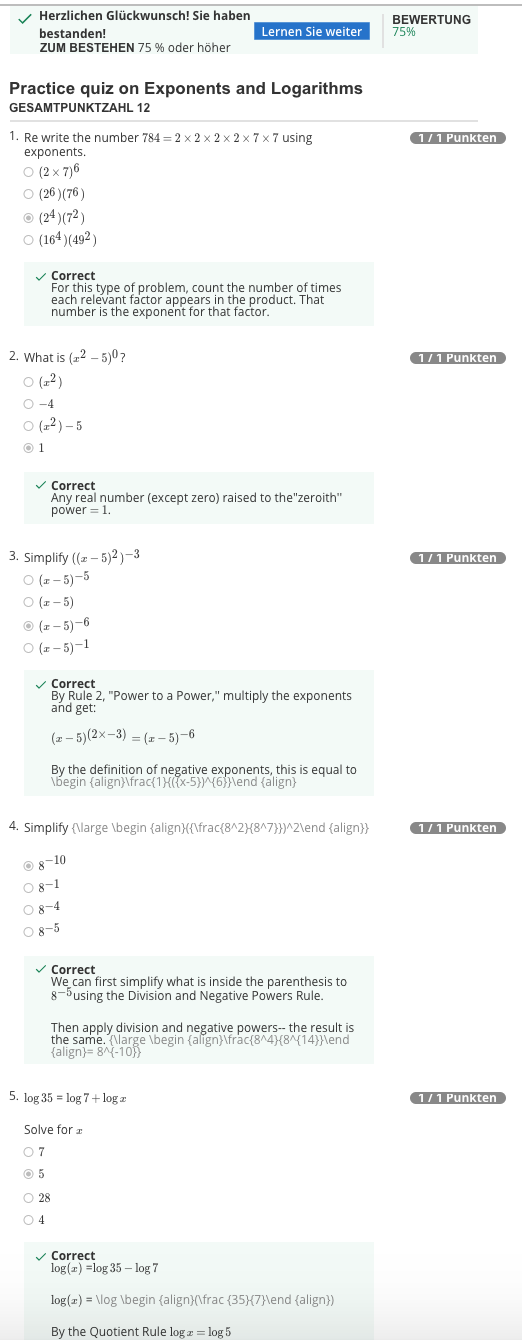 Herzlichen Glückwunsch! Sie haben
bestanden!
ZUM BESTEHEN 75 % oder höher
Lernen Sie weiter
BEWERTUNG
75%
Practice quiz on Exponents and Logarithms
GESAMTPUNKTZAHL 12
1. Re write the number 784 = 2 × 2 × 2 × 2 × 7 × 7 using
exponents.
1 / 1 Punkten
(2 × 7)^6
(2^6)(7^6)
(2^4)(7^2)
(16^4)(49^2)
Correct
For this type of problem, count the number of times
each relevant factor appears in the product. That
number is the exponent for that factor.
2. What is (x^2 − 5)^0?
1 / 1 Punkten
(x^2)
−4
(x^2) − 5
1
Correct
Any real number (except zero) raised to the"zeroith"
power = 1.
3. Simplify ((x − 5)^2)^−3
1 / 1 Punkten
(x − 5)^−5
(x − 5)
(x − 5)^−6
(x − 5)^−1
Correct
By Rule 2, "Power to a Power," multiply the exponents
and get:
(x − 5)^(2×−3) = (x − 5)^−6
By the definition of negative exponents, this is equal to
\begin {align}\frac{1}{({x-5})^{6}}\end {align}
4. Simplify {\large \begin {align}({\frac{8^2}{8^7}})^2\end {align}}
1 / 1 Punkten
8^−10
8^−1
8^−4
8^−5
Correct
We can first simplify what is inside the parenthesis to
8^−5using the Division and Negative Powers Rule.
Then apply division and negative powers-- the result is
the same. {\large \begin {align}\frac{8^4}{8^{14}}\end
{align}= 8^{-10}}
5. log 35 = log 7 + log x
1 / 1 Punkten
Solve for x
7
5
28
4
Correct
log(x) =log 35 − log 7
log(x) = \log \begin {align}(\frac {35}{7}\end {align})
By the Quotient Rule log x = log 5